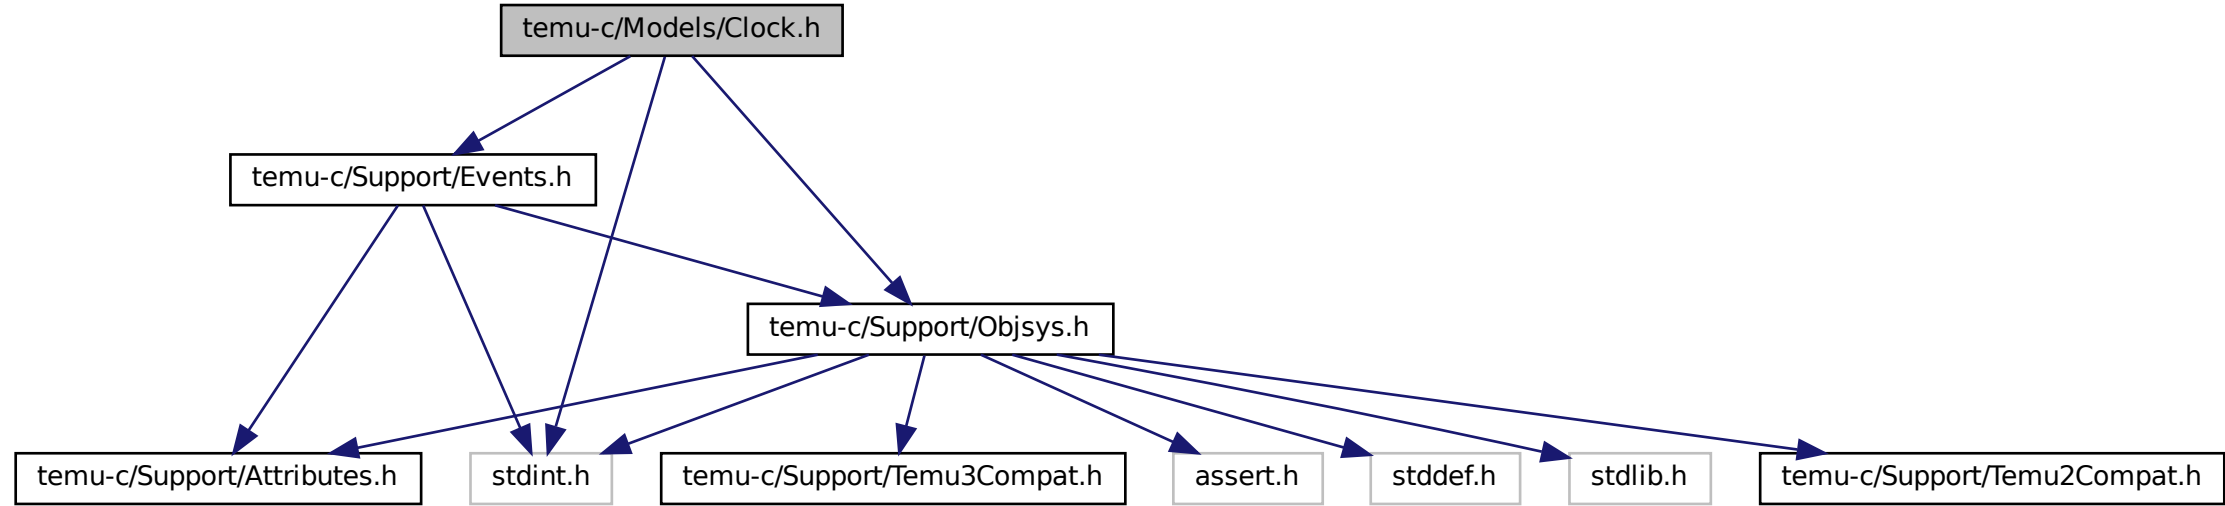 temu-c/Models/Clock.h
temu-c/Support/Events.h
temu-c/Support/Objsys.h
temu-c/Support/Attributes.h
stdint.h
temu-c/Support/Temu3Compat.h
assert.h
stddef.h
stdlib.h
temu-c/Support/Temu2Compat.h